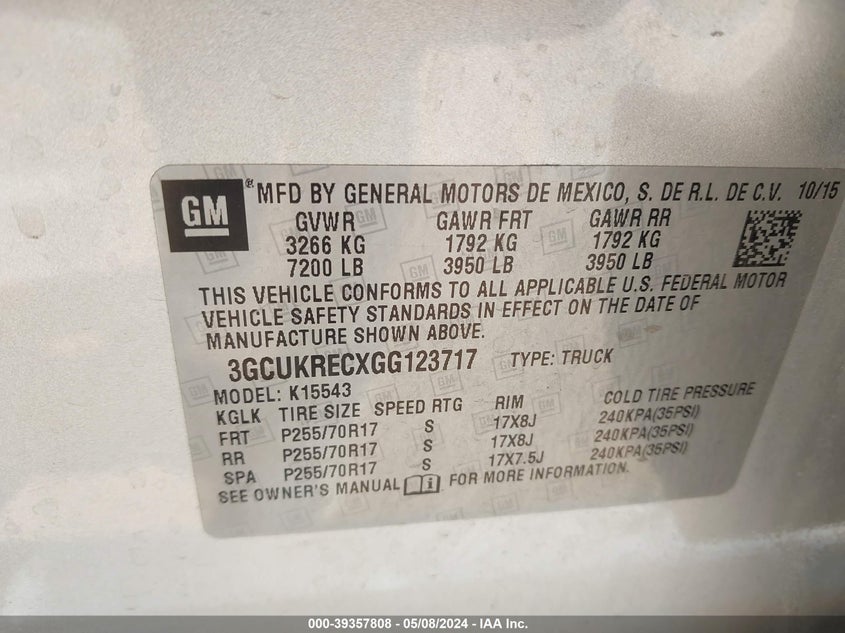 GM ® MFD BY GENERAL MOTORS DE MEXICO, S. DE R.L. DE C.V. 10/15
GVWR GAWR FRT GAWR RR
3266 KG 1792 KG 1792 KG
7200 LB 3950 LB 3950 LB
THIS VEHICLE CONFORMS TO ALL APPLICABLE U.S. FEDERAL MOTOR
VEHICLE SAFETY STANDARDS IN EFFECT ON THE DATE OF
MANUFACTURE SHOWN ABOVE.
3GCUKRECXGG123717 TYPE: TRUCK
MODEL: K15543
KGLK TIRE SIZE SPEED RTG RIM COLD TIRE PRESSURE
FRT P255/70R17 S 17X8J 240KPA(35PSI)
RR P255/70R17 S 17X8J 240KPA(35PSI)
SPA P255/70R17 S 17X7.5J 240KPA(35PSI)
SEE OWNER'S MANUAL FOR MORE INFORMATION.
000-39357808 - 05/08/2024 - IAA Inc.